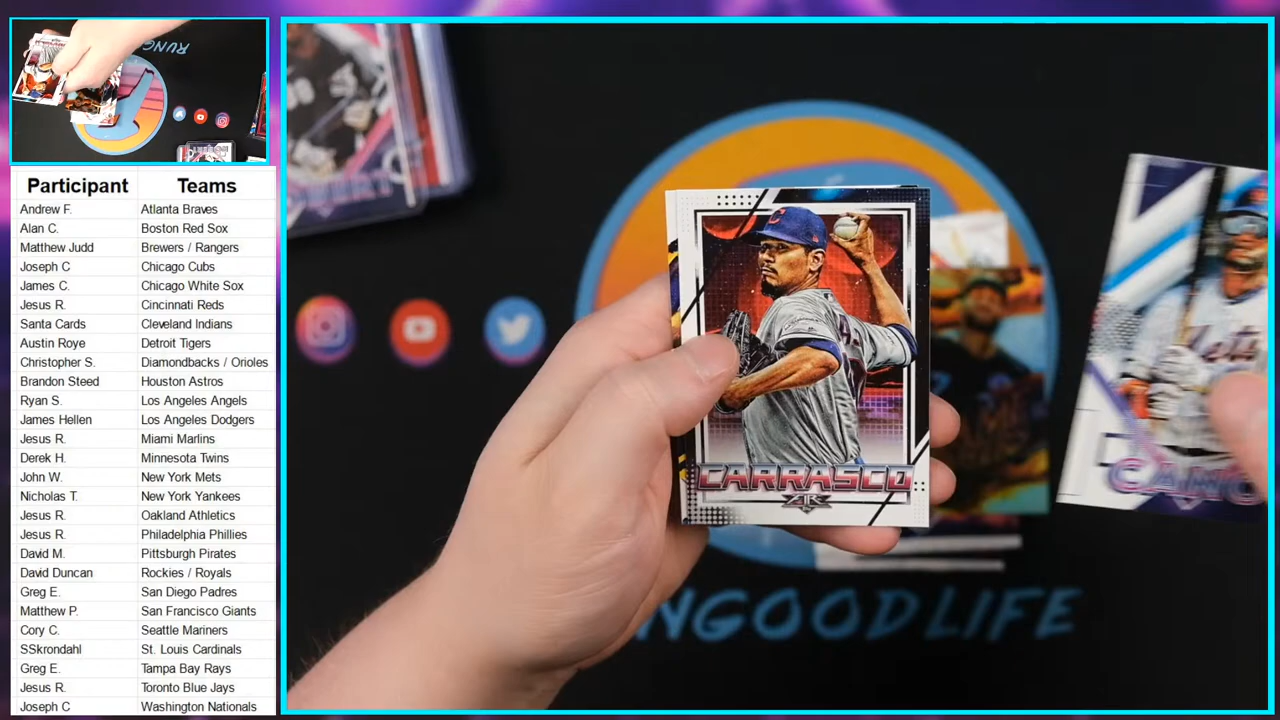 RUNGOOD
Participant Teams
Andrew F. Atlanta Braves
Alan C. Boston Red Sox
Matthew Judd Brewers / Rangers
Joseph C Chicago Cubs
James C. Chicago White Sox
Jesus R. Cincinnati Reds
Santa Cards Cleveland Indians
Austin Roye Detroit Tigers
Christopher S. Diamondbacks / Orioles
Brandon Steed Houston Astros
Ryan S. Los Angeles Angels
James Hellen Los Angeles Dodgers
Jesus R. Miami Marlins
Derek H. Minnesota Twins
John W. New York Mets
Nicholas T. New York Yankees
Jesus R. Oakland Athletics
Jesus R. Philadelphia Phillies
David M. Pittsburgh Pirates
David Duncan Rockies / Royals
Greg E. San Diego Padres
Matthew P. San Francisco Giants
Cory C. Seattle Mariners
SSkrondahl St. Louis Cardinals
Greg E. Tampa Bay Rays
Jesus R. Toronto Blue Jays
Joseph C Washington Nationals
C
CARRASCO
FIRE
Mets
NGOODLIFE